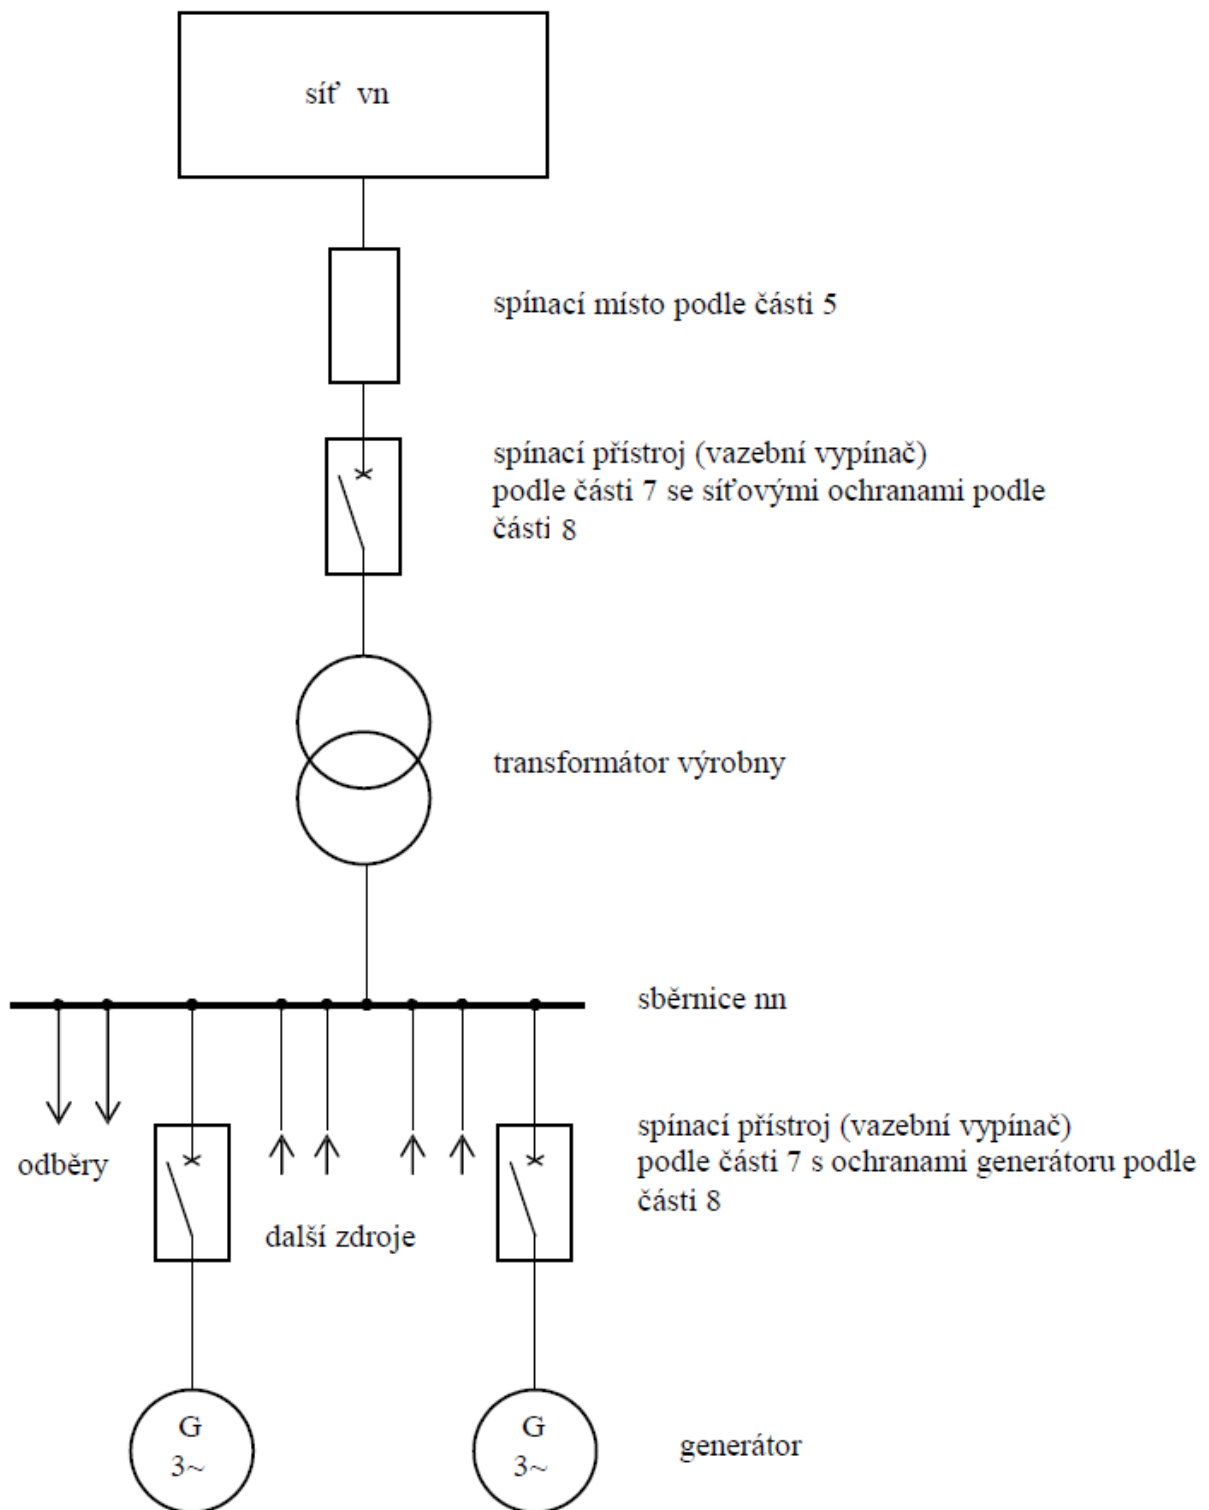 síť vn
spínací místo podle části 5
spínací přístroj (vazební vypínač)
podle části 7 se síťovými ochranami podle
části 8
transformátor výrobny
sběrnice nn
odběry
další zdroje
spínací přístroj (vazební vypínač)
podle části 7 s ochranami generátoru podle
části 8
G
3~
G
3~
generátor